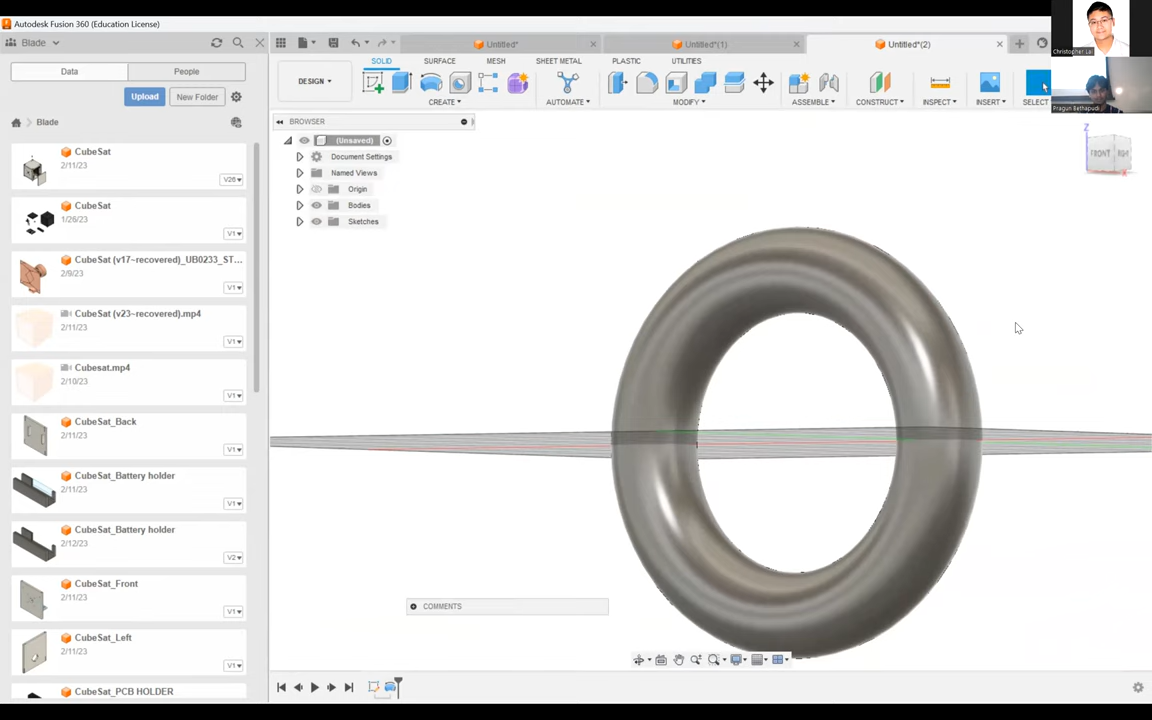 Autodesk Fusion 360 (Education License)
Blade
Untitled*
Untitled*(1)
Untitled*(2)
Christopher Lai
Data
People
SOLID
SURFACE
MESH
SHEET METAL
PLASTIC
UTILITIES
DESIGN
Upload
New Folder
CREATE
AUTOMATE
MODIFY
ASSEMBLE
CONSTRUCT
INSPECT
INSERT
SELECT
Pragun Bethapudi
Blade
BROWSER
(Unsaved)
Document Settings
Named Views
Origin
Bodies
Sketches
Z
FRONT
CubeSat
2/11/23
V26
CubeSat
1/26/23
V1
CubeSat (v17~recovered)_UB0233_ST...
2/9/23
V1
CubeSat (v23~recovered).mp4
2/11/23
V1
Cubesat.mp4
2/10/23
V1
CubeSat_Back
2/11/23
V1
CubeSat_Battery holder
2/11/23
V1
CubeSat_Battery holder
2/12/23
V2
CubeSat_Front
2/11/23
V1
CubeSat_Left
2/11/23
V1
CubeSat_PCB HOLDER
COMMENTS